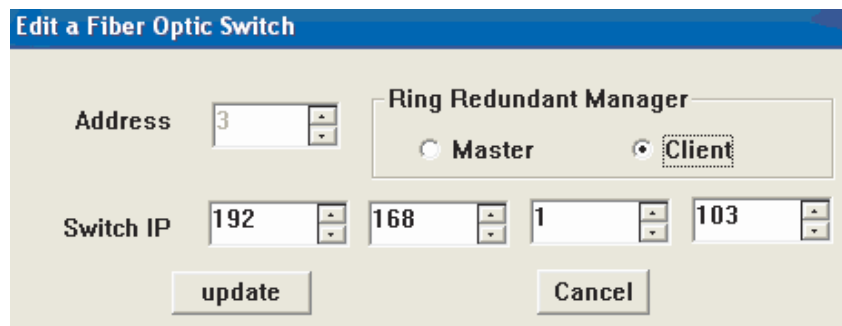 Edit a Fiber Optic Switch
Ring Redundant Manager
Address 3
Master Client
Switch IP 192 168 1 103
update Cancel